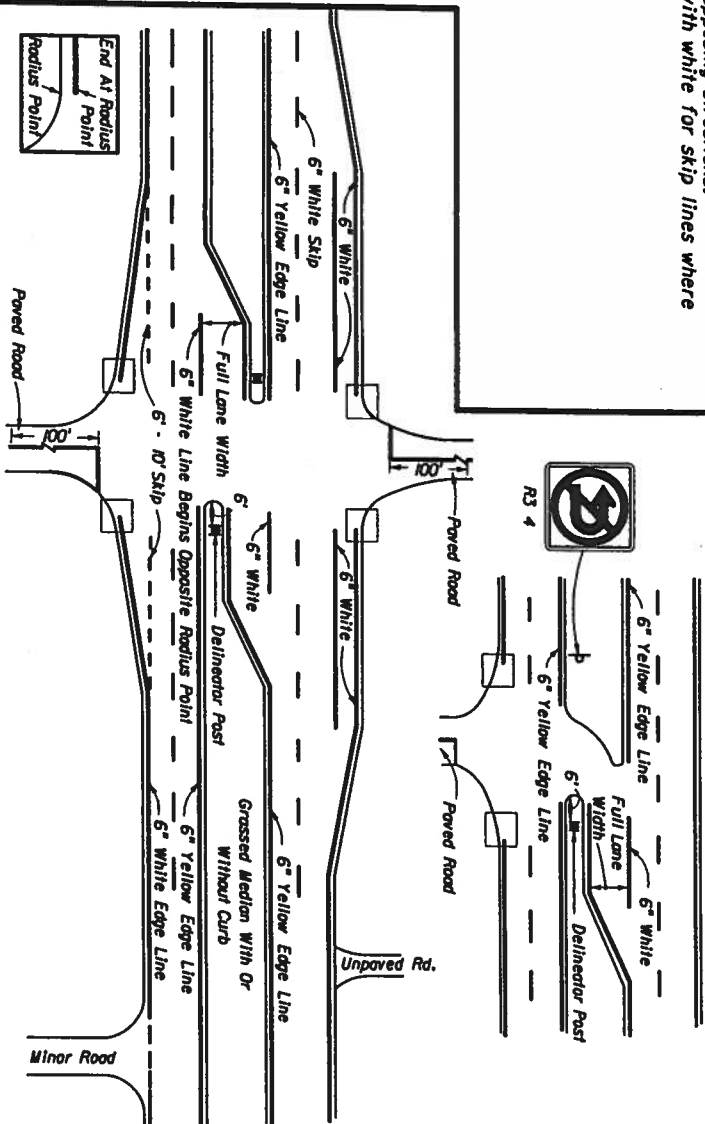 with white for skip lines where
End At Radius
Point
Radius Point
R3 4
6" White Skip
6" Yellow Edge Line
6" White
Full Lane Width
6" White Line Begins Opposite Radius Point
6' - 10' Skip
Paved Road
100'
100'
Paved Road
6" White
6'
6" White
Delineator Post
6" Yellow Edge Line
Grassed Median With Or
Without Curb
6" Yellow Edge Line
6" White Edge Line
Unpaved Rd.
Minor Road
6" Yellow Edge Line
6" Yellow Edge Line
Full Lane
Width
6" White
6'
Delineator Post
Paved Road